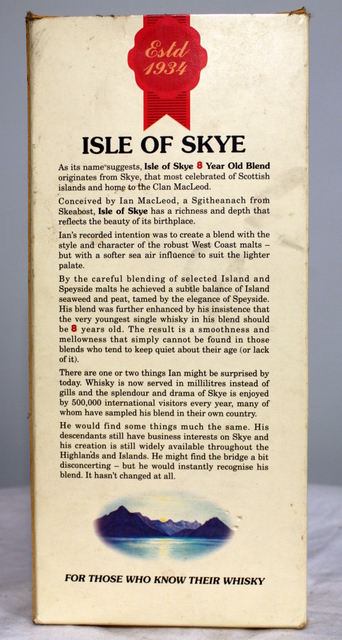 Estd
1934
ISLE OF SKYE
As its name suggests, Isle of Skye 8 Year Old Blend
originates from Skye, that most celebrated of Scottish
islands and home to the Clan MacLeod.
Conceived by Ian MacLeod, a Sgitheanach from
Skeabost, Isle of Skye has a richness and depth that
reflects the beauty of its birthplace.
Ian's recorded intention was to create a blend with the
style and character of the robust West Coast malts –
but with a softer sea air influence to suit the lighter
palate.
By the careful blending of selected Island and
Speyside malts he achieved a subtle balance of Island
seaweed and peat, tamed by the elegance of Speyside.
His blend was further enhanced by his insistence that
the very youngest single whisky in his blend should
be 8 years old. The result is a smoothness and
mellowness that simply cannot be found in those
blends who tend to keep quiet about their age (or lack
of it).
There are one or two things Ian might be surprised by
today. Whisky is now served in millilitres instead of
gills and the splendour and drama of Skye is enjoyed
by 500,000 international visitors every year, many of
whom have sampled his blend in their own country.
He would find some things much the same. His
descendants still have business interests on Skye and
his creation is still widely available throughout the
Highlands and Islands. He might find the bridge a bit
disconcerting – but he would instantly recognise his
blend. It hasn't changed at all.
FOR THOSE WHO KNOW THEIR WHISKY